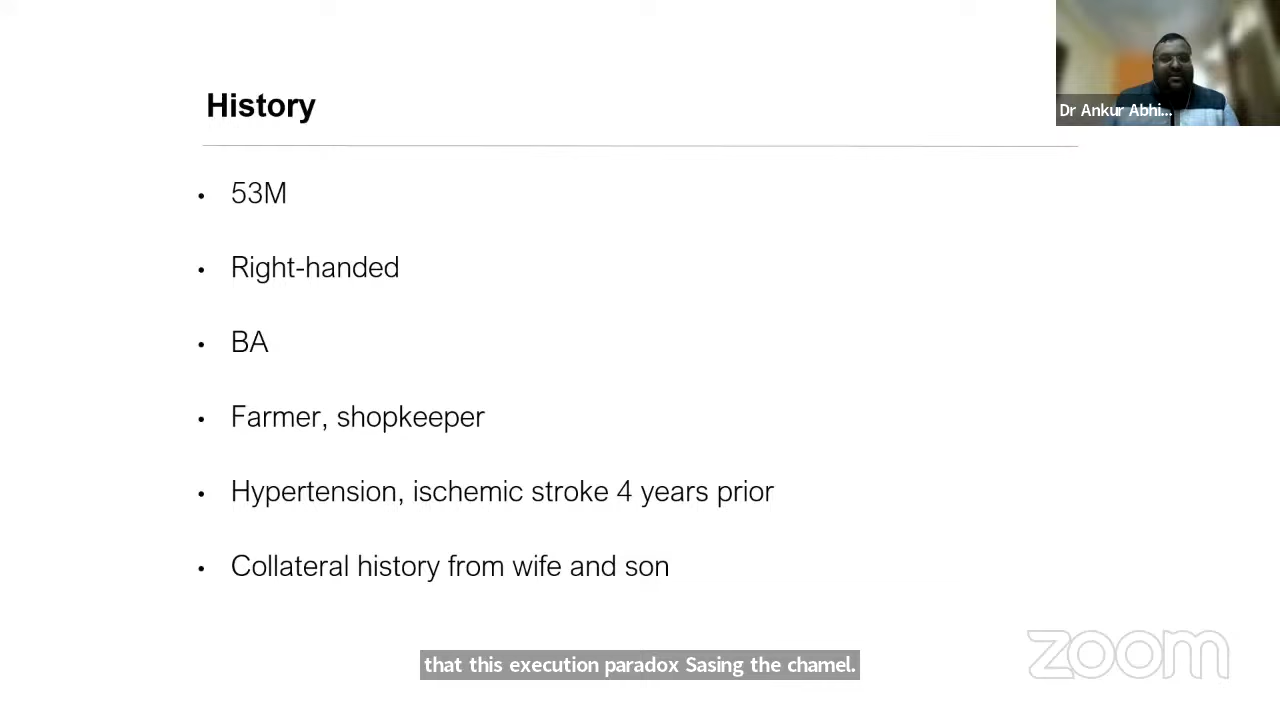 History
Dr Ankur Abhi...
• 53M
• Right-handed
• BA
• Farmer, shopkeeper
• Hypertension, ischemic stroke 4 years prior
• Collateral history from wife and son
that this execution paradox Sasing the chamel.
zoom